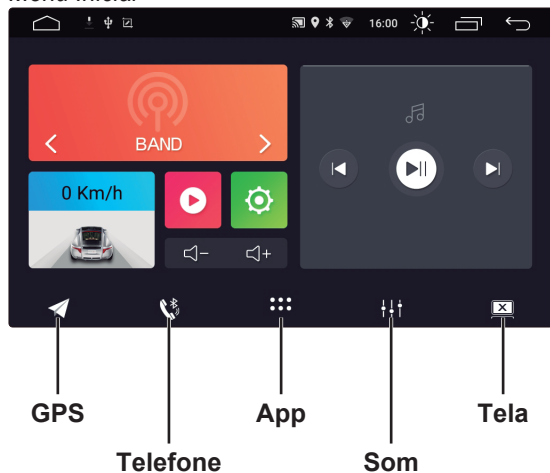 Menu Inicial
16:00
BAND
0 Km/h
GPS
App
Tela
Telefone
Som